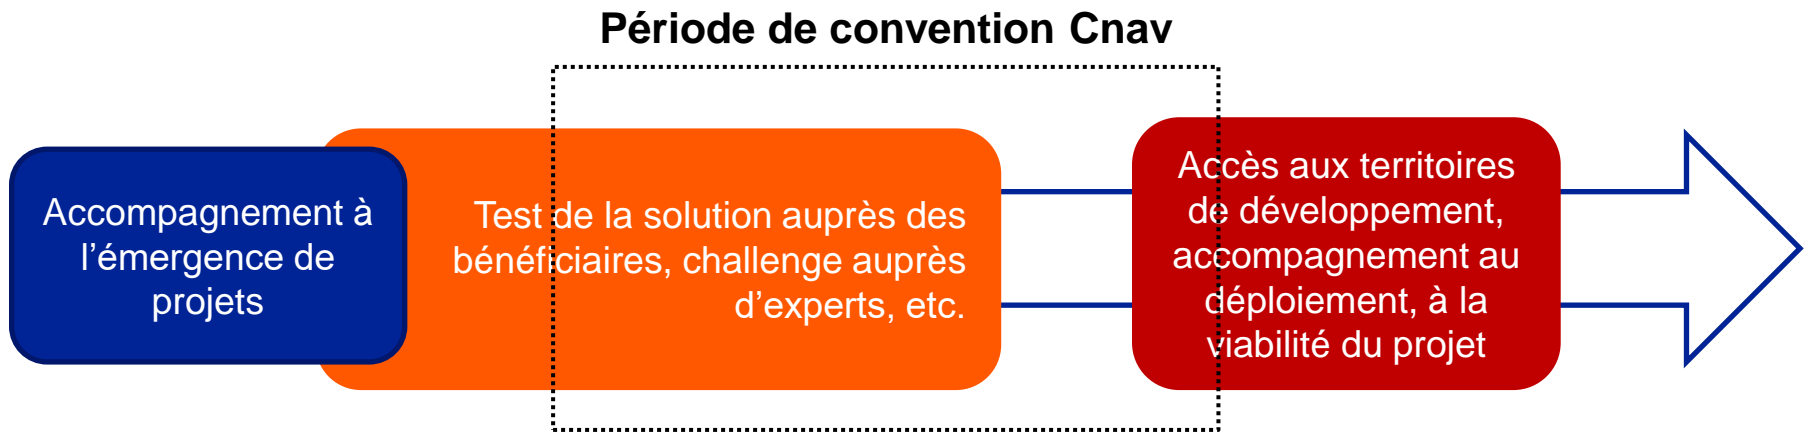 Période de convention Cnav
Accompagnement à
l’émergence de
projets
Test de la solution auprès des
bénéficiaires, challenge auprès
d’experts, etc.
Accès aux territoires
de développement,
accompagnement au
déploiement, à la
viabilité du projet